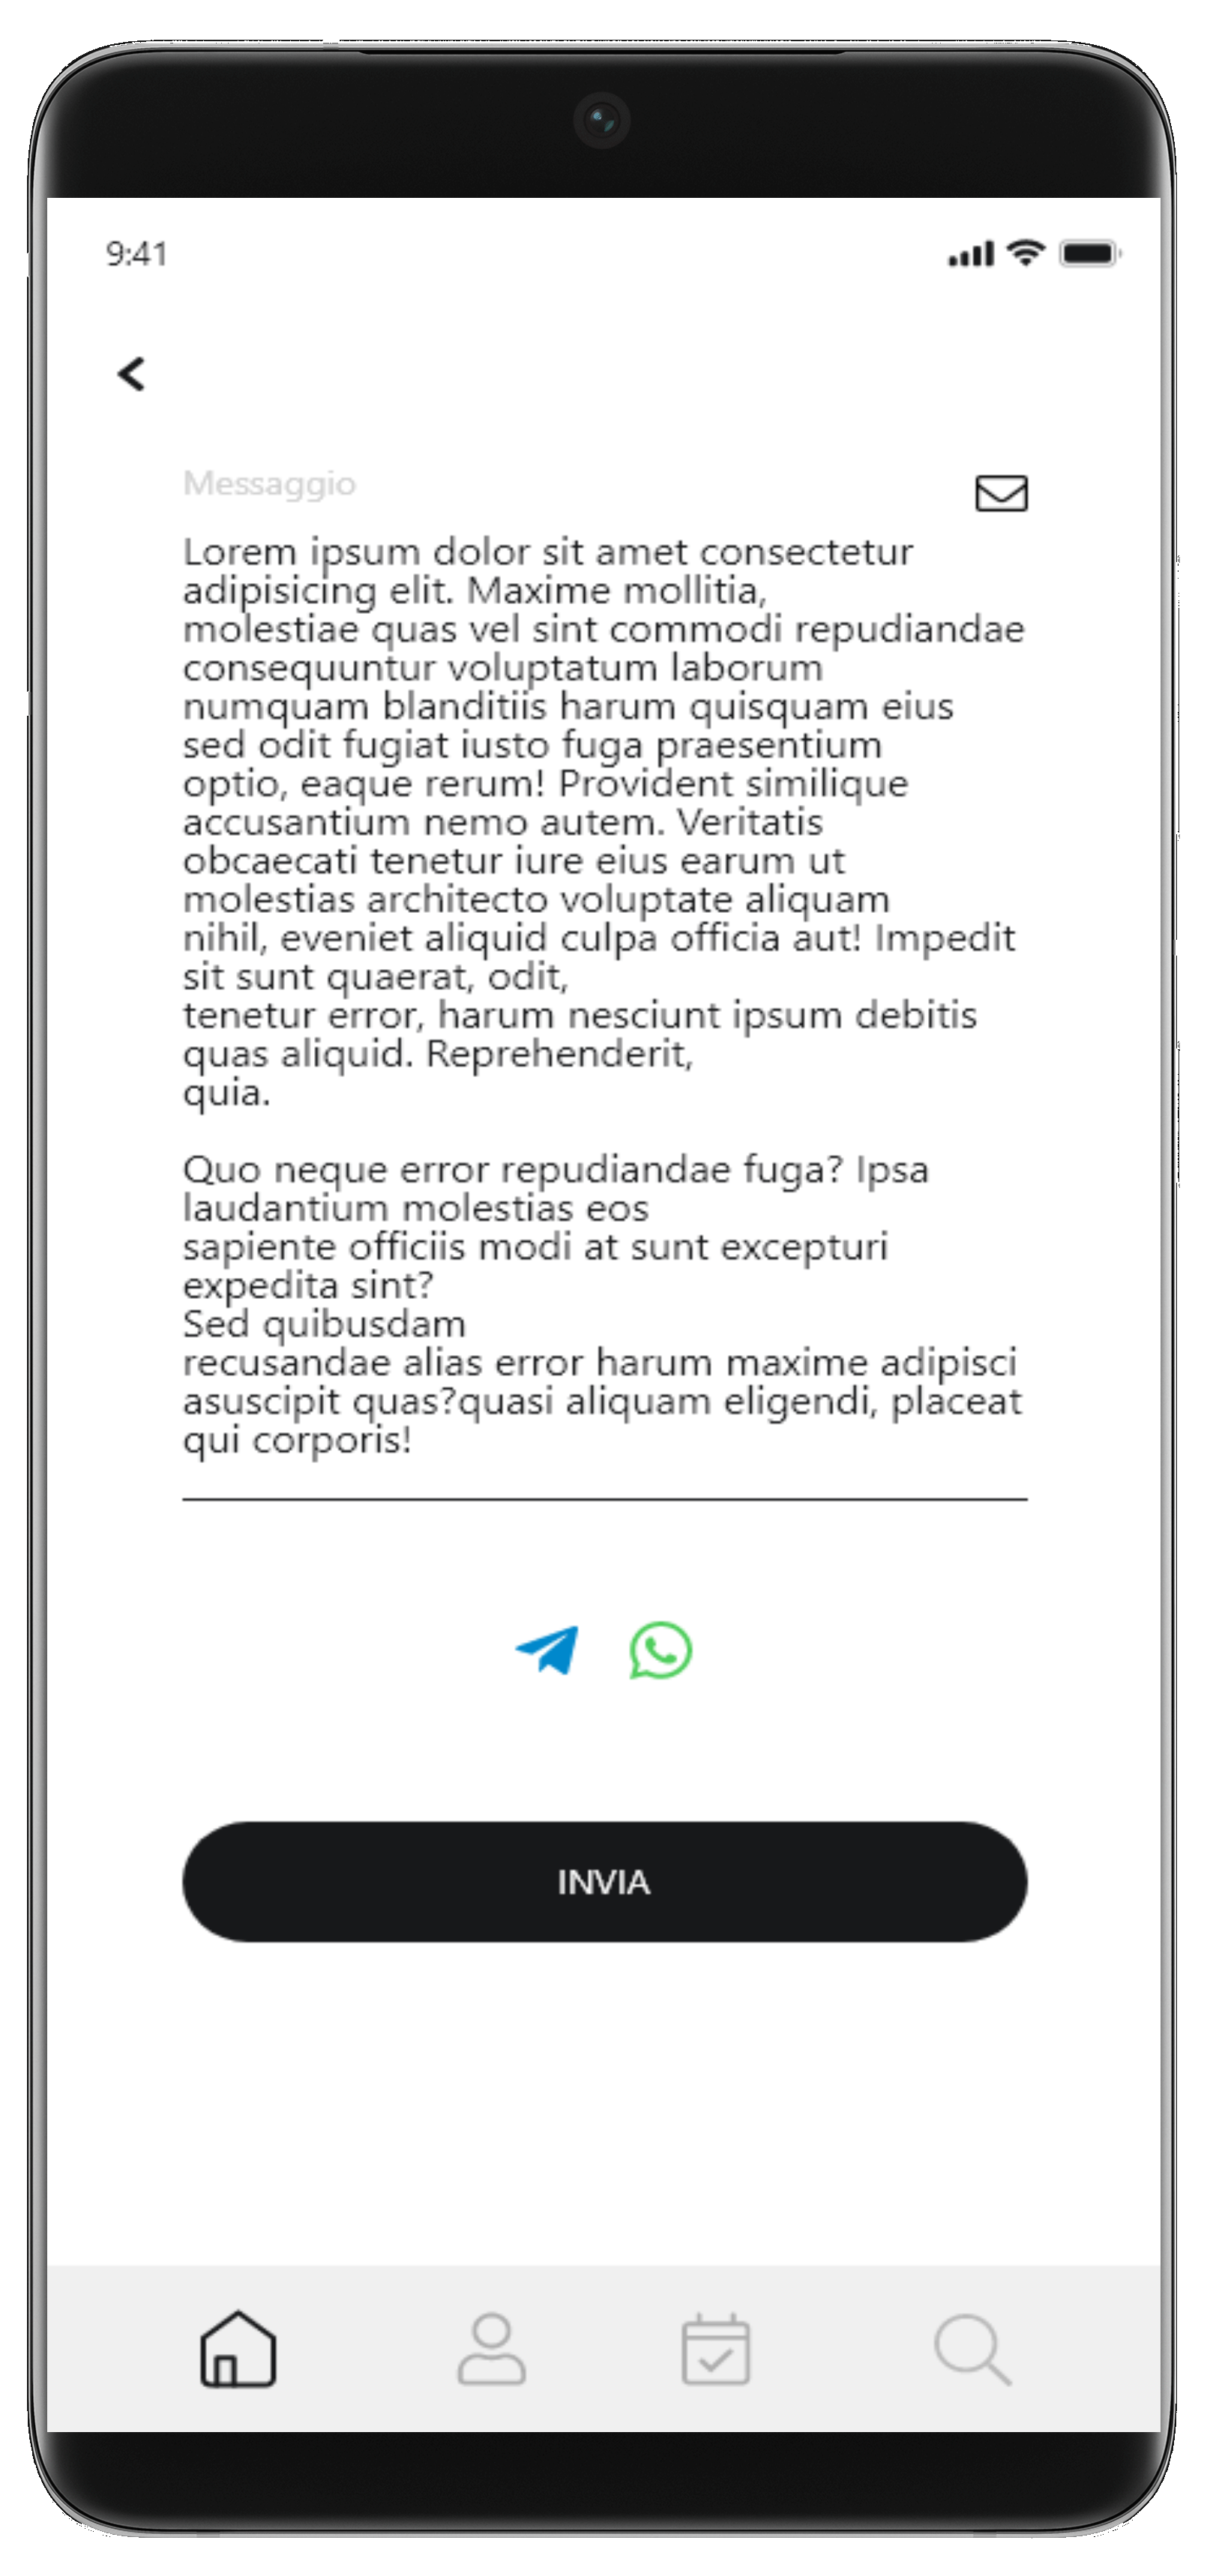 9:41
Messaggio
Lorem ipsum dolor sit amet consectetur
adipisicing elit. Maxime mollitia,
molestiae quas vel sint commodi repudiandae
consequuntur voluptatum laborum
numquam blanditiis harum quisquam eius
sed odit fugiat iusto fuga praesentium
optio, eaque rerum! Provident similique
accusantium nemo autem. Veritatis
obcaecati tenetur iure eius earum ut
molestias architecto voluptate aliquam
nihil, eveniet aliquid culpa officia aut! Impedit
sit sunt quaerat, odit,
tenetur error, harum nesciunt ipsum debitis
quas aliquid. Reprehenderit,
quia.
Quo neque error repudiandae fuga? Ipsa
laudantium molestias eos
sapiente officiis modi at sunt excepturi
expedita sint?
Sed quibusdam
recusandae alias error harum maxime adipisci
asuscipit quas?quasi aliquam eligendi, placeat
qui corporis!
INVIA